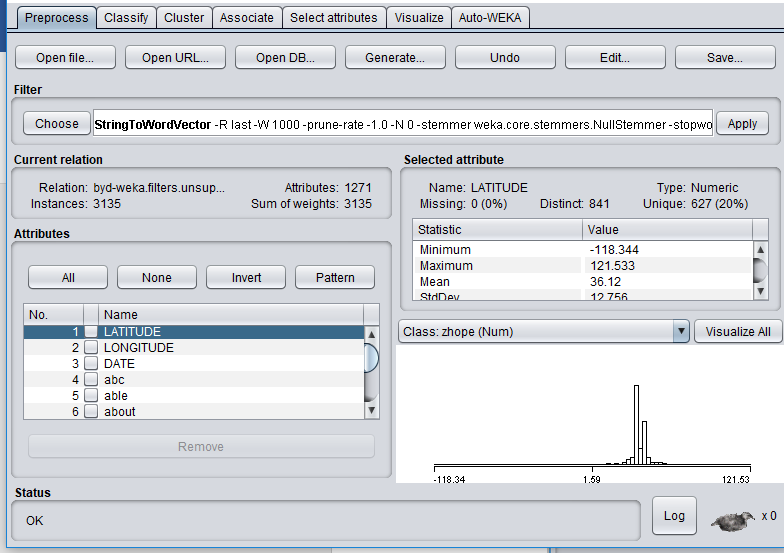 Preprocess Classify Cluster Associate Select attributes Visualize Auto-WEKA
Open file... Open URL... Open DB... Generate... Undo Edit... Save...
Filter
Choose StringToWordVector -R last -W 1000 -prune-rate -1.0 -N 0 -stemmer weka.core.stemmers.NullStemmer -stopwo Apply
Current relation
Relation: byd-weka.filters.unsup... Attributes: 1271
Instances: 3135 Sum of weights: 3135
Selected attribute
Name: LATITUDE Type: Numeric
Missing: 0 (0%) Distinct: 841 Unique: 627 (20%)
Statistic Value
Minimum -118.344
Maximum 121.533
Mean 36.12
StdDev 12.756
Attributes
All None Invert Pattern
No. Name
1 LATITUDE
2 LONGITUDE
3 DATE
4 abc
5 able
6 about
Remove
Class: zhope (Num) Visualize All
-118.34 1.59 121.53
Status
OK
Log x 0